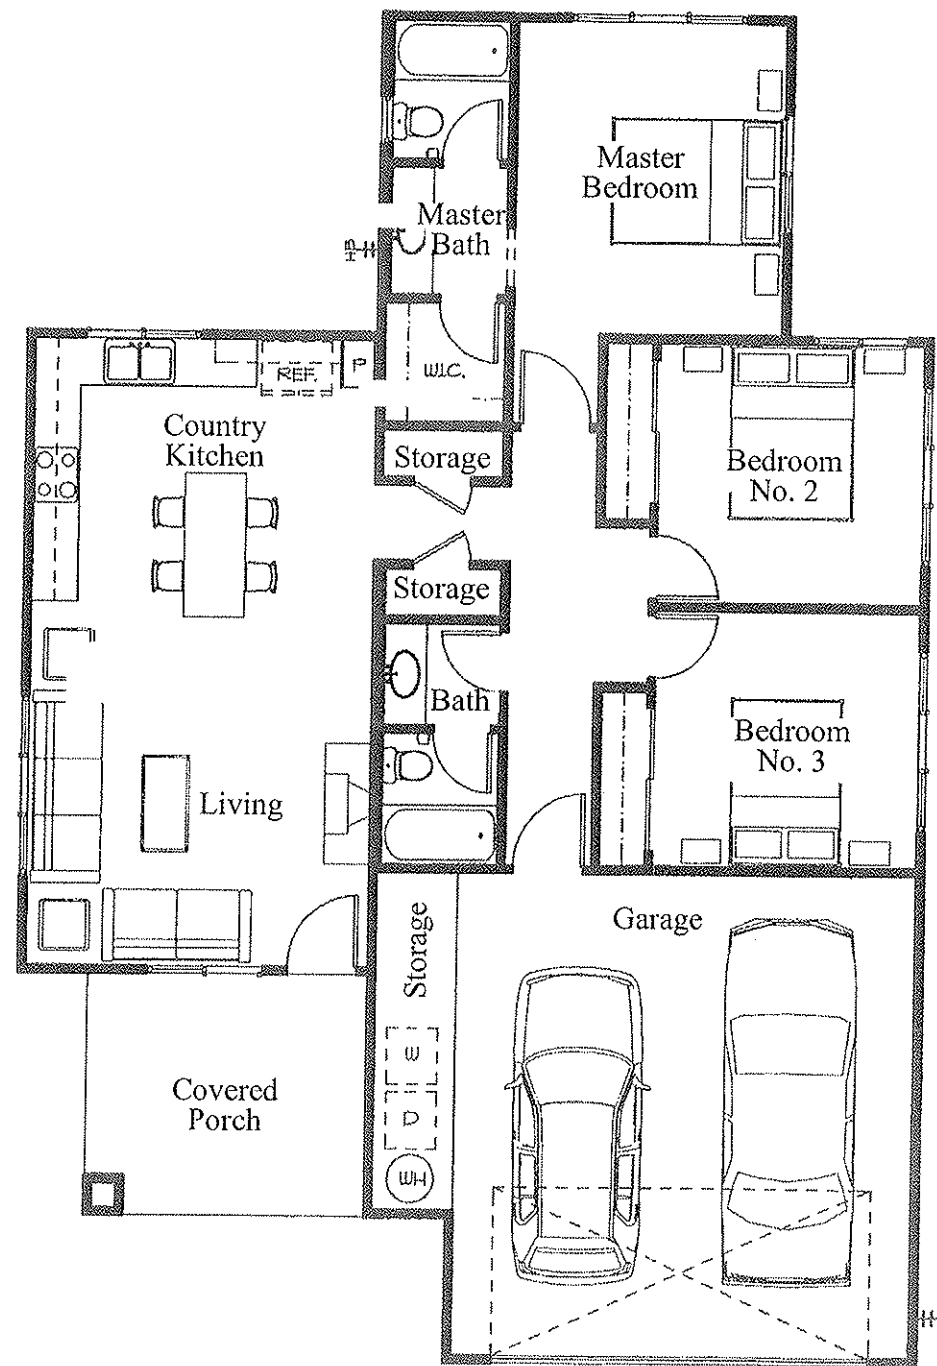 Master
Bedroom
Master
Bath
HB
REF.
P
W.I.C.
Country
Kitchen
Storage
Bedroom
No. 2
Storage
Bath
Bedroom
No. 3
Living
Garage
Storage
W
D
WH
Covered
Porch